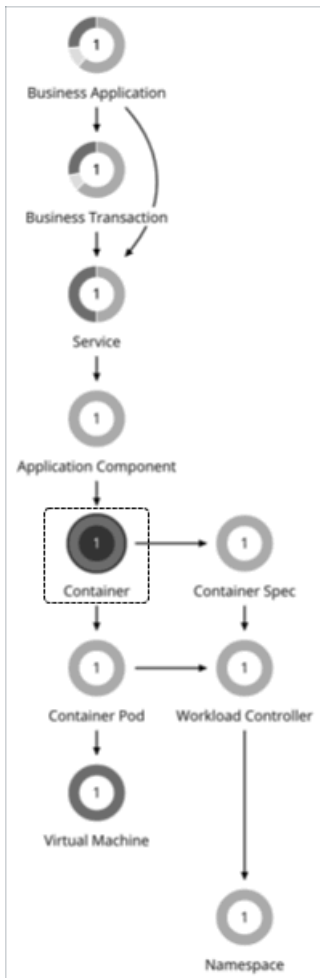 1
Business Application
1
Business Transaction
1
Service
1
Application Component
1
1
Container
Container Spec
1
1
Container Pod
Workload Controller
1
Virtual Machine
1
Namespace